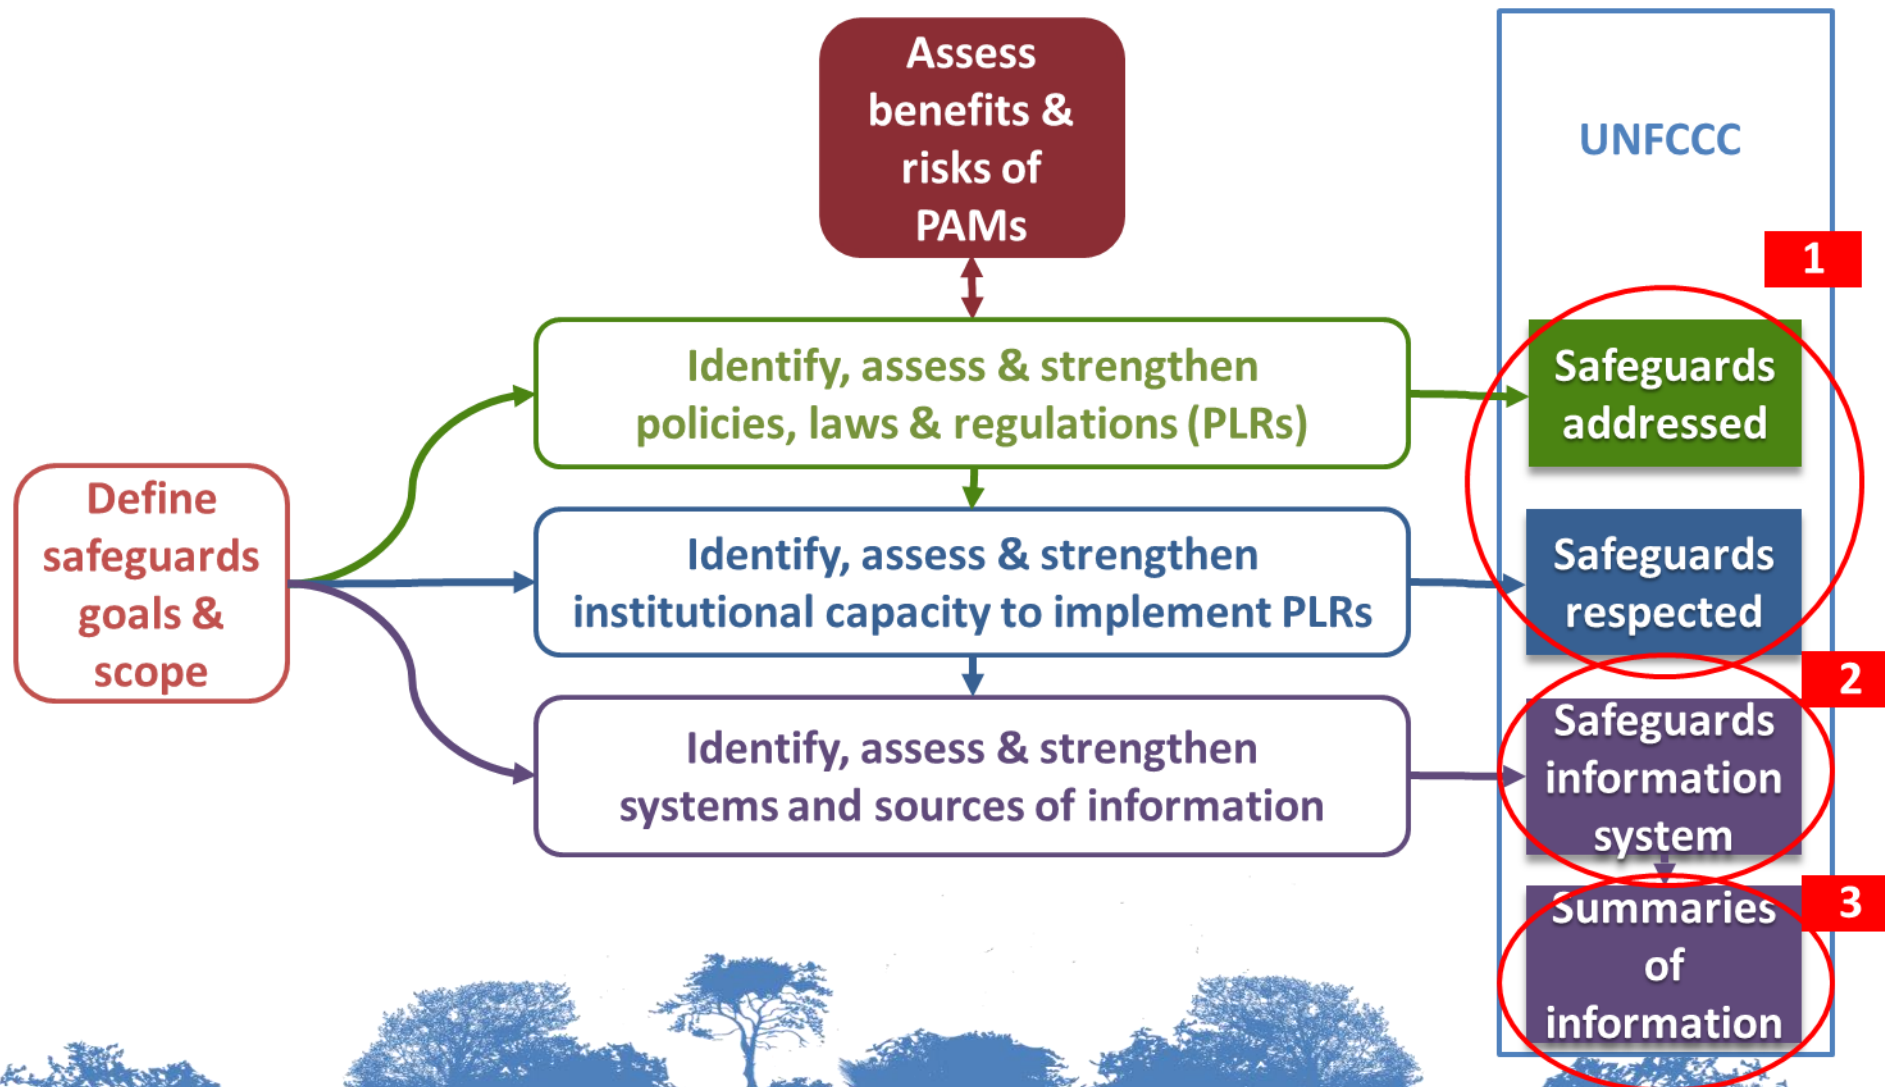 Assess
benefits &
risks of
PAMs
UNFCCC
1
Identify, assess & strengthen
policies, laws & regulations (PLRs)
Safeguards
addressed
Define
safeguards
goals &
scope
Identify, assess & strengthen
institutional capacity to implement PLRs
Safeguards
respected
2
Identify, assess & strengthen
systems and sources of information
Safeguards
information
system
3
Summaries
of
information